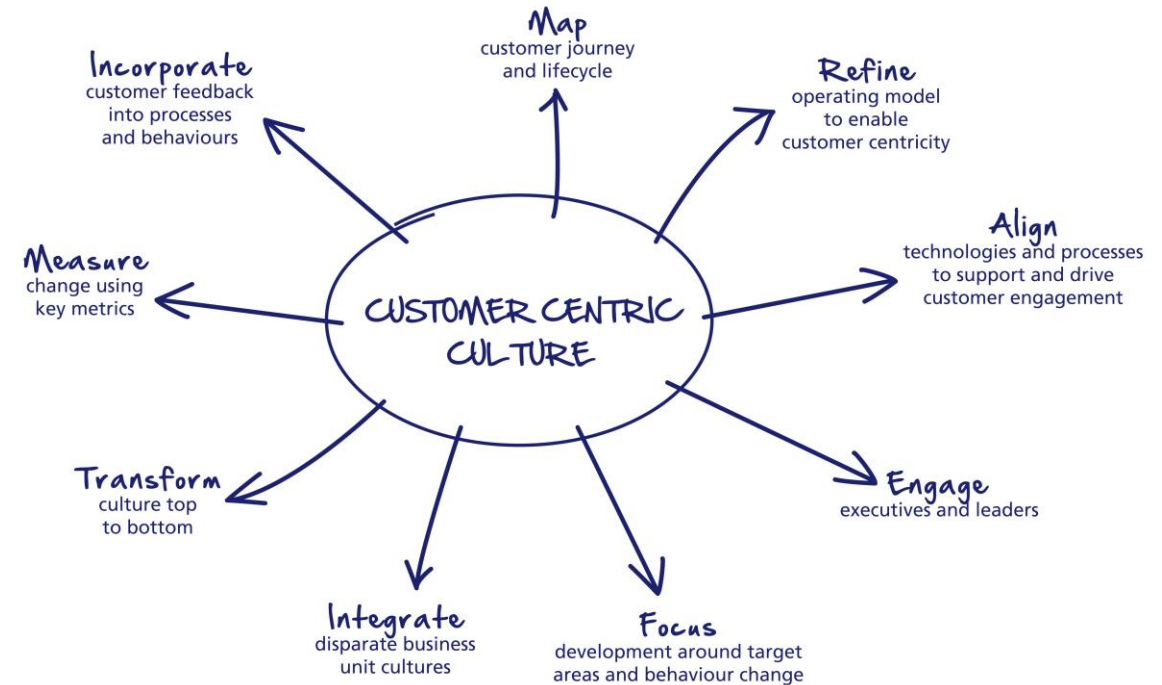 Map
customer journey
and lifecycle
Refine
operating model
to enable
customer centricity
Align
technologies and processes
to support and drive
customer engagement
Engage
executives and leaders
Focus
development around target
areas and behaviour change
Integrate
disparate business
unit cultures
Transform
culture top
to bottom
Measure
change using
key metrics
Incorporate
customer feedback
into processes
and behaviours
CUSTOMER CENTRIC
CULTURE